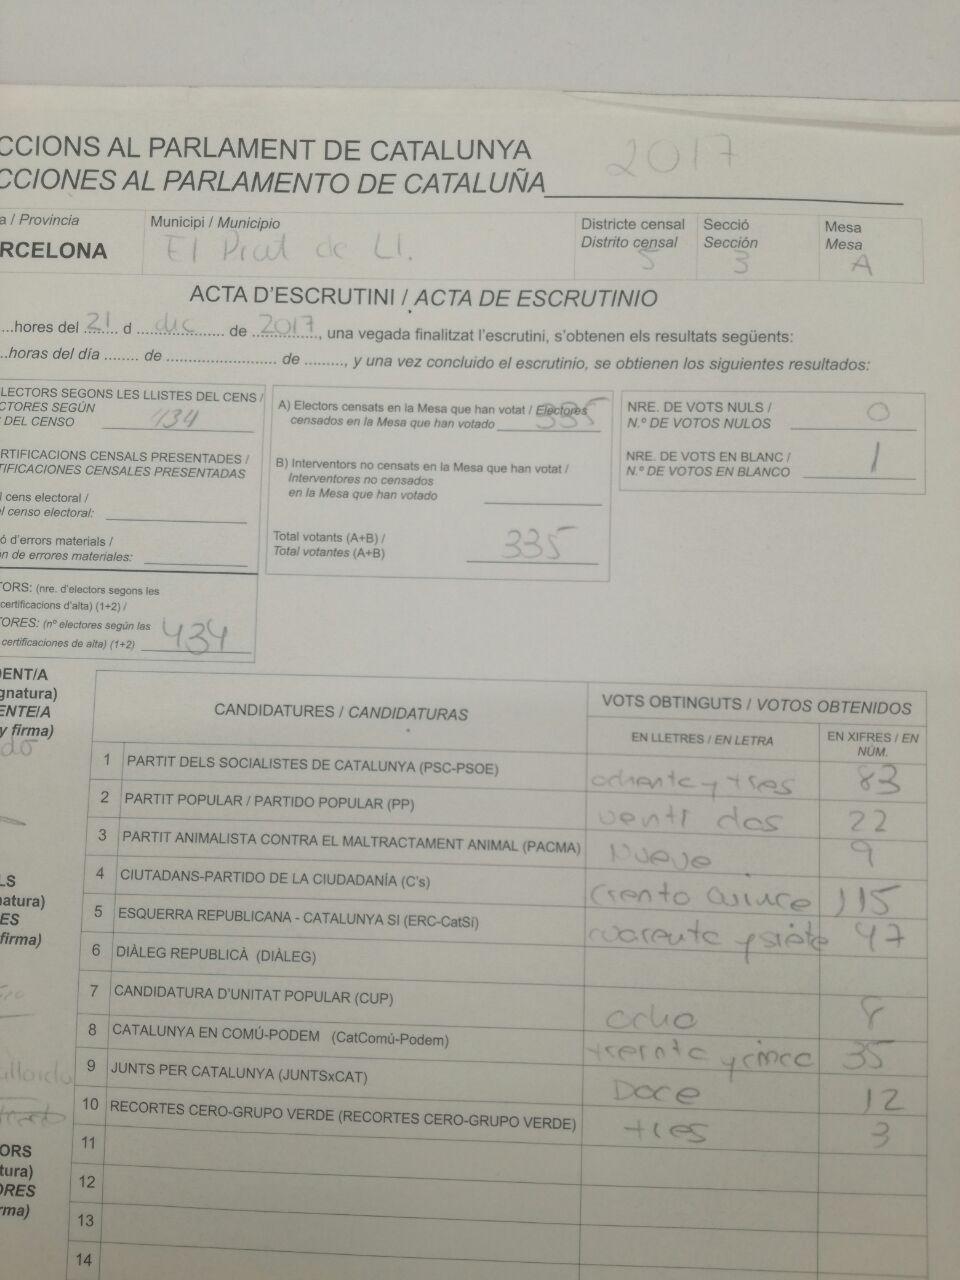 CCIONS AL PARLAMENT DE CATALUNYA 2017
CCIONES AL PARLAMENTO DE CATALUÑA
a / Provincia
RCELONA
Municipi / Municipio
El Prat de Ll.
Districte censal
Distrito censal
5
Secció
Sección
3
Mesa
Mesa
A
ACTA D'ESCRUTINI / ACTA DE ESCRUTINIO
...hores del 21 d dic de 2017, una vegada finalitzat l'escrutini, s'obtenen els resultats següents:
..horas del día ........ de .......................... de ........., y una vez concluido el escrutinio, se obtienen los siguientes resultados:
LECTORS SEGONS LES LLISTES DEL CENS /
CTORES SEGÚN
DEL CENSO 434
RTIFICACIONS CENSALS PRESENTADES /
TIFICACIONES CENSALES PRESENTADAS
l cens electoral /
l censo electoral:
ó d'errors materials /
ón de errores materiales:
TORS: (nre. d'electors segons les
certificacions d'alta) (1+2) /
TORES: (nº electores según las
certificaciones de alta) (1+2) 434
A) Electors censats en la Mesa que han votat / Electores
censados en la Mesa que han votado 335
B) Interventors no censats en la Mesa que han votat /
Interventores no censados
en la Mesa que han votado
Total votants (A+B) /
Total votantes (A+B) 335
NRE. DE VOTS NULS /
N.º DE VOTOS NULOS 0
NRE. DE VOTS EN BLANC /
N.º DE VOTOS EN BLANCO 1
DENT/A
gnatura)
ENTE/A
y firma)
LS
natura)
ES
firma)
ORS
tura)
ORES
rma)
CANDIDATURES / CANDIDATURAS
VOTS OBTINGUTS / VOTOS OBTENIDOS
EN LLETRES / EN LETRA
EN XIFRES / EN
NÚM.
1 PARTIT DELS SOCIALISTES DE CATALUNYA (PSC-PSOE) ochenta y tres 83
2 PARTIT POPULAR / PARTIDO POPULAR (PP) venti dos 22
3 PARTIT ANIMALISTA CONTRA EL MALTRACTAMENT ANIMAL (PACMA) Nueve 9
4 CIUTADANS-PARTIDO DE LA CIUDADANÍA (C's) Ciento Quince 115
5 ESQUERRA REPUBLICANA - CATALUNYA SI (ERC-CatSí) cuarenta y siete 47
6 DIÀLEG REPUBLICÀ (DIÀLEG)
7 CANDIDATURA D'UNITAT POPULAR (CUP) ocho 8
8 CATALUNYA EN COMÚ-PODEM (CatComú-Podem) treinta y cinco 35
9 JUNTS PER CATALUNYA (JUNTSxCAT) Doce 12
10 RECORTES CERO-GRUPO VERDE (RECORTES CERO-GRUPO VERDE) tres 3
11
12
13
14